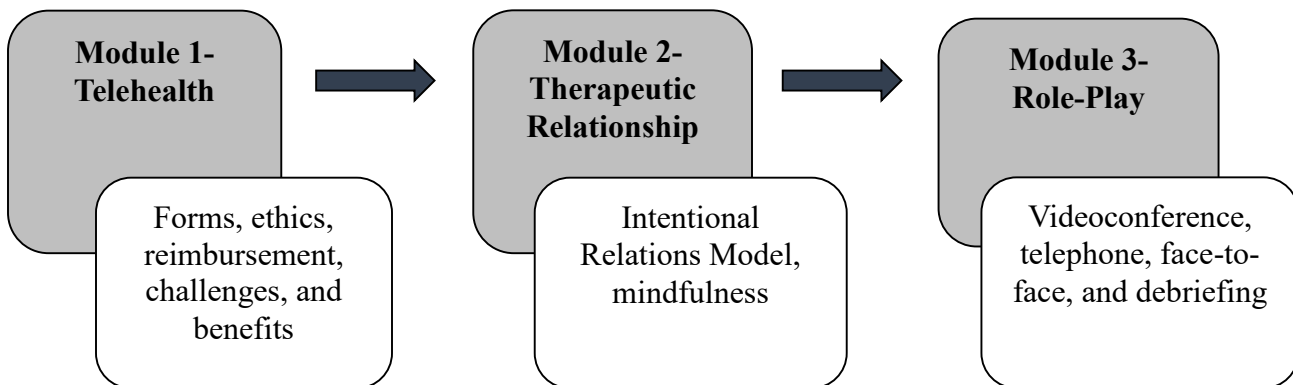 Module 1-
Telehealth
Forms, ethics,
reimbursement,
challenges, and
benefits
Module 2-
Therapeutic
Relationship
Intentional
Relations Model,
mindfulness
Module 3-
Role-Play
Videoconference,
telephone, face-to-
face, and debriefing